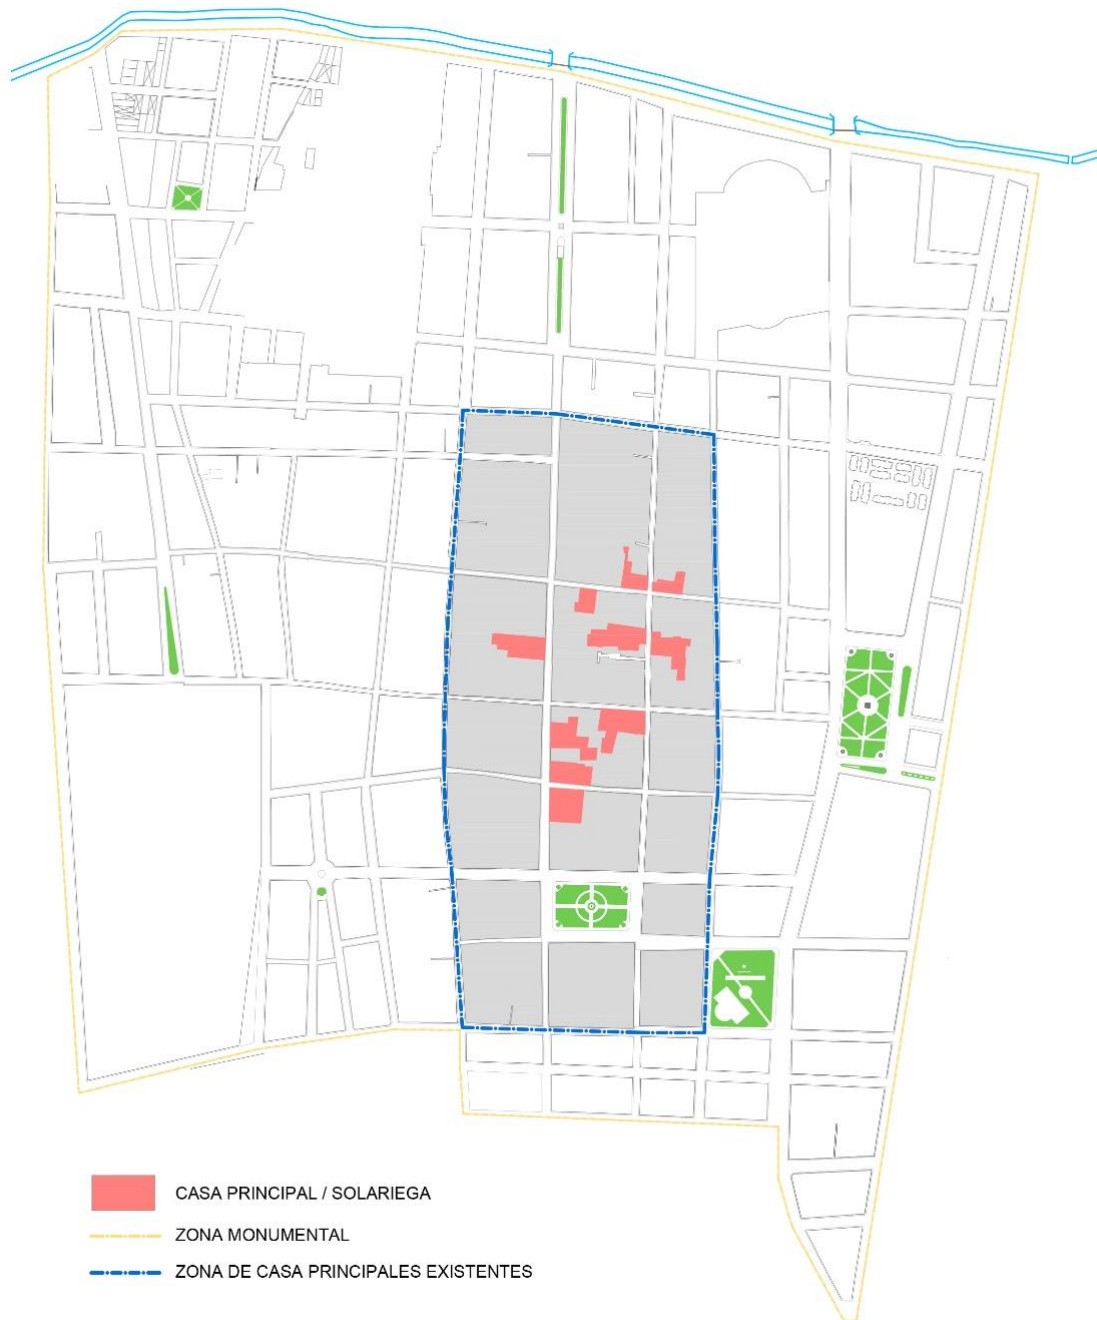 CASA PRINCIPAL / SOLARIEGA
ZONA MONUMENTAL
ZONA DE CASA PRINCIPALES EXISTENTES